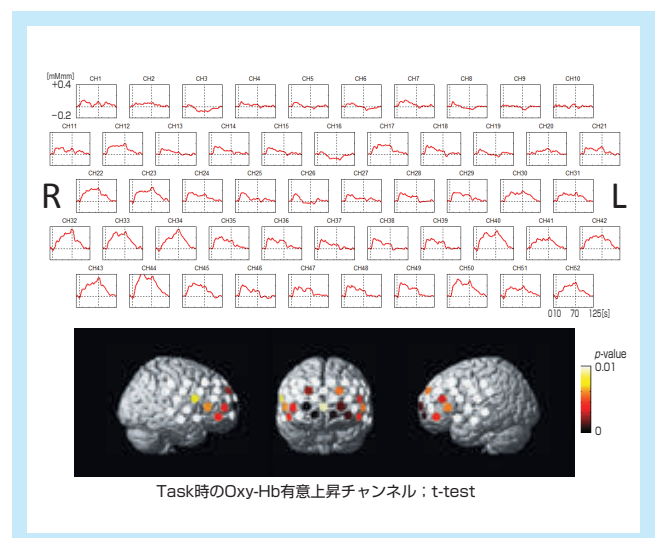 [mMmm]
+0.4
−0.2
CH1 CH2 CH3 CH4 CH5 CH6 CH7 CH8 CH9 CH10
CH11 CH12 CH13 CH14 CH15 CH16 CH17 CH18 CH19 CH20 CH21
R
CH22 CH23 CH24 CH25 CH26 CH27 CH28 CH29 CH30 CH31
L
CH32 CH33 CH34 CH35 CH36 CH37 CH38 CH39 CH40 CH41 CH42
CH43 CH44 CH45 CH46 CH47 CH48 CH49 CH50 CH51 CH52
010 70 125[s]
p-value
0.01
0
Task時のOxy-Hb有意上昇チャンネル；t-test